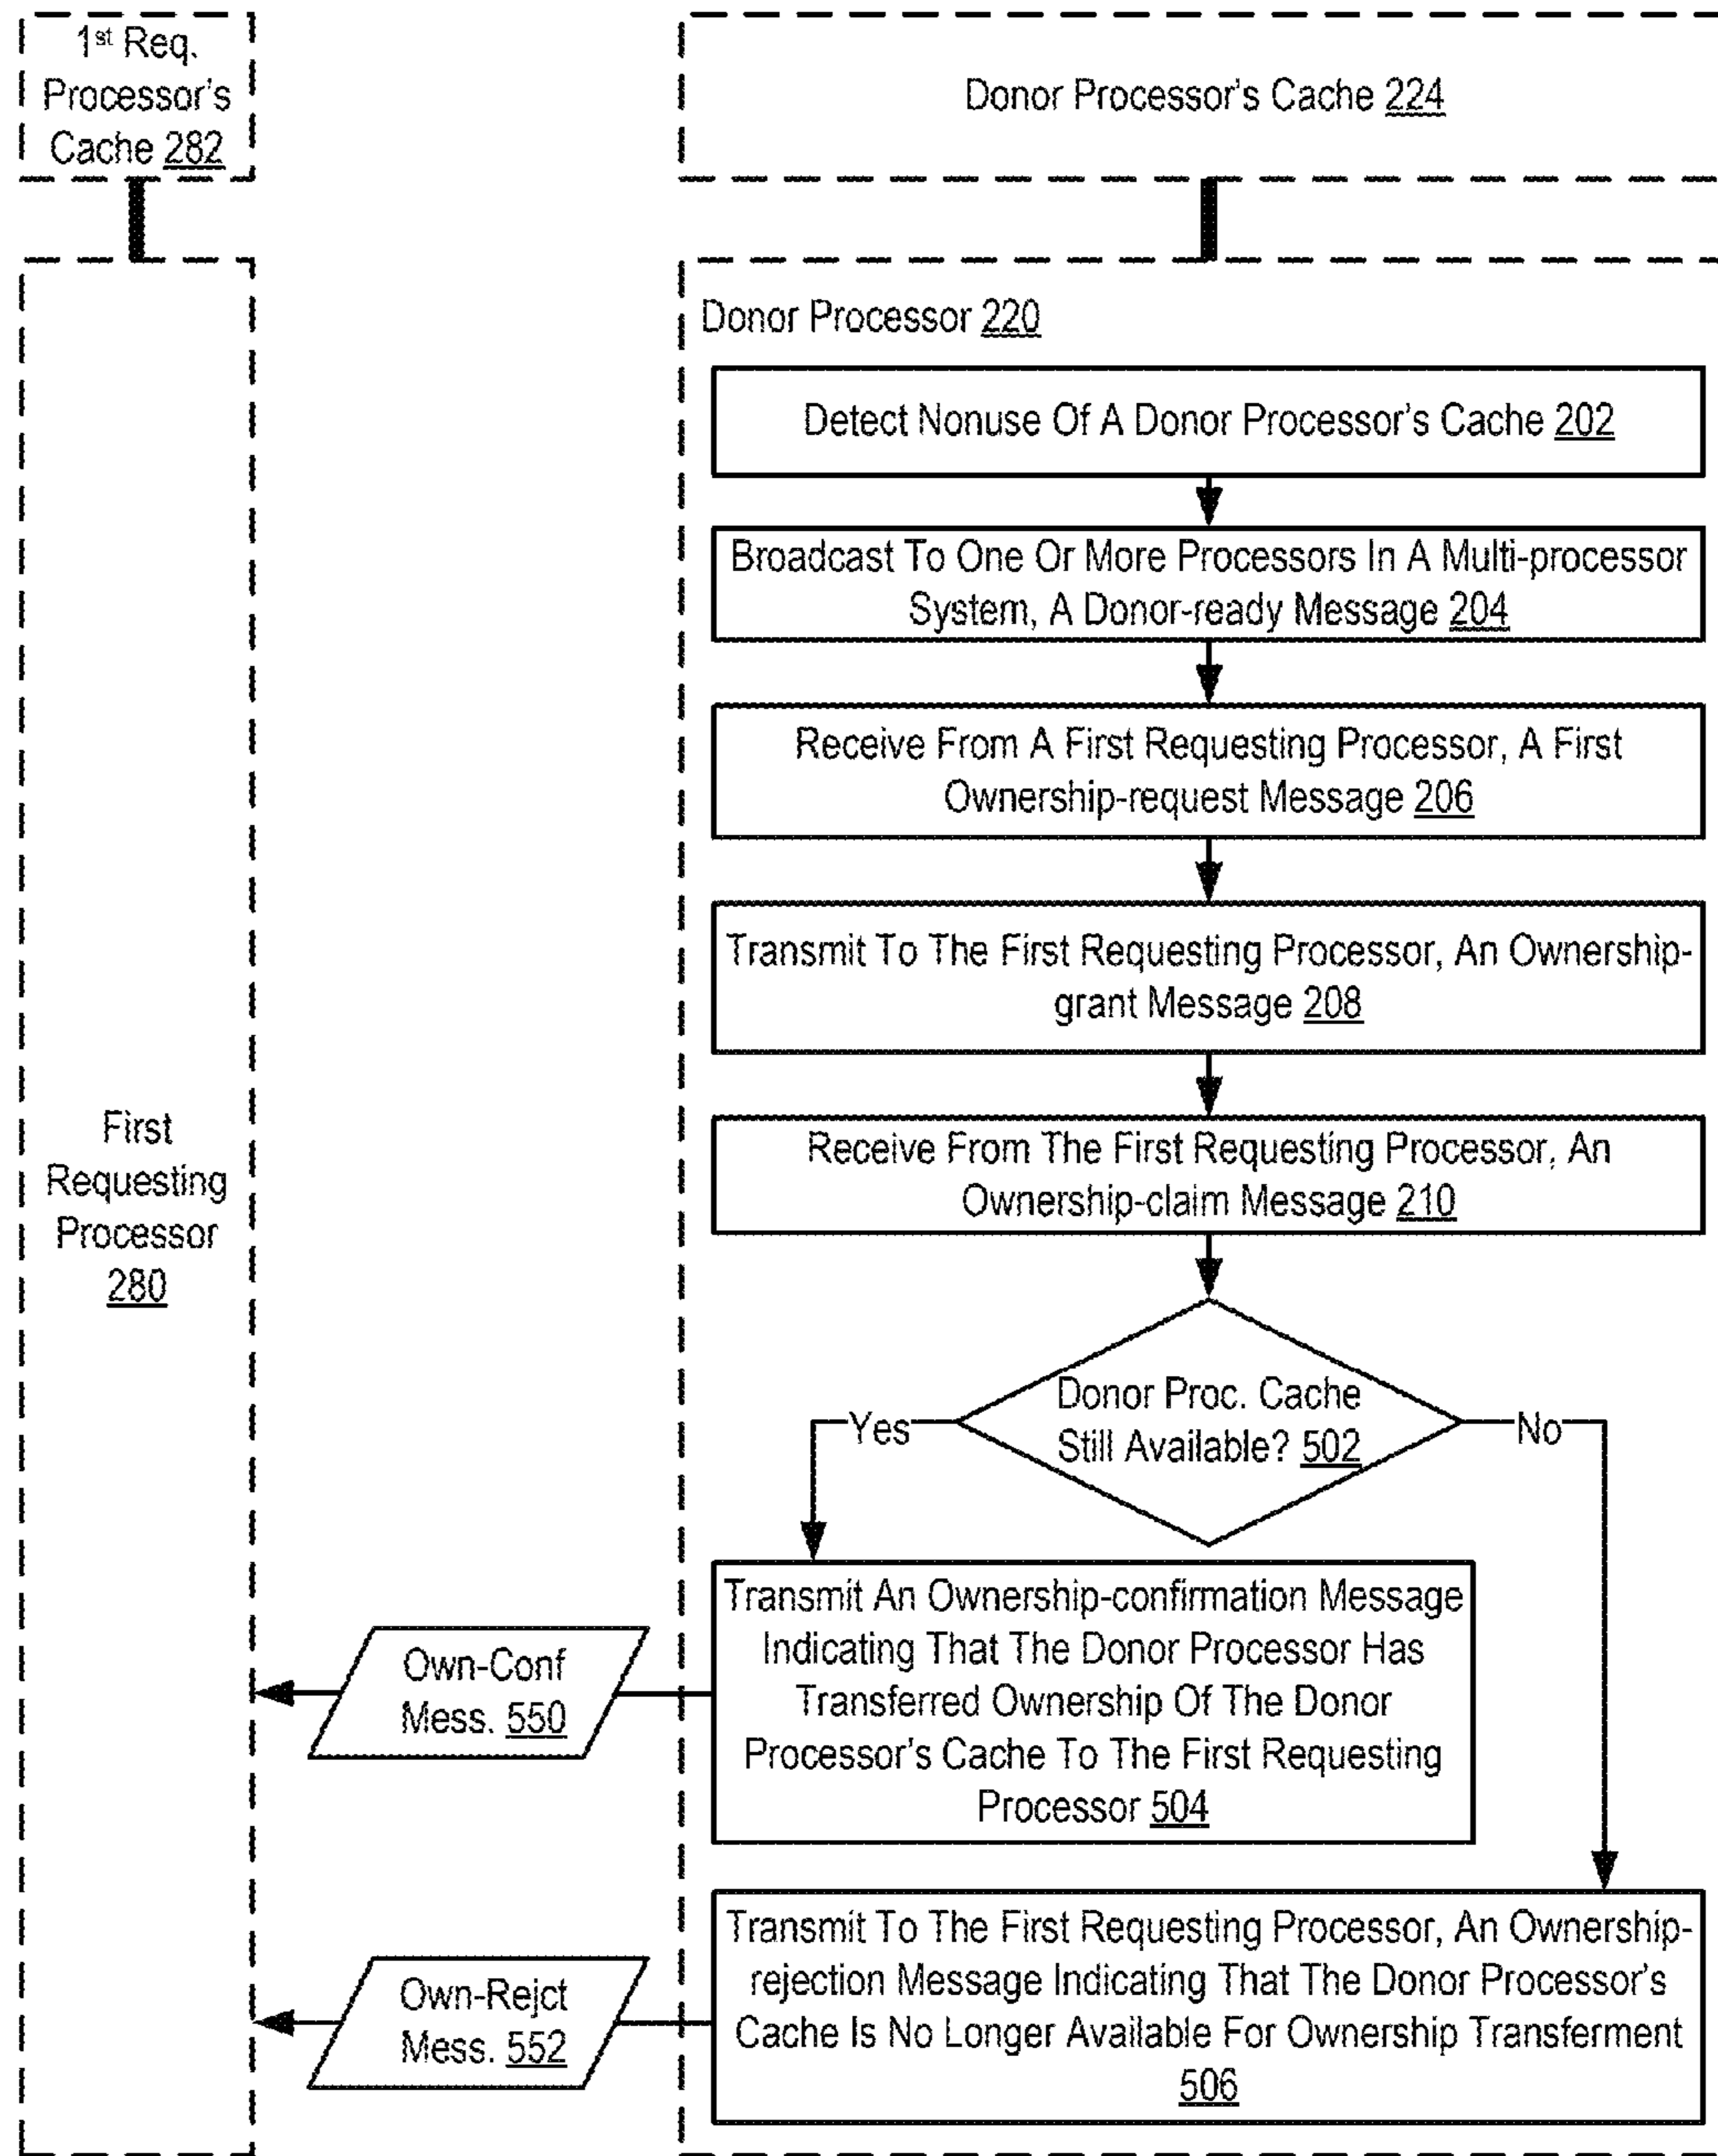 1st Req.
Processor's
Cache 282
Donor Processor's Cache 224
Donor Processor 220
Detect Nonuse Of A Donor Processor's Cache 202
Broadcast To One Or More Processors In A Multi-processor
System, A Donor-ready Message 204
Receive From A First Requesting Processor, A First
Ownership-request Message 206
Transmit To The First Requesting Processor, An Ownership-
grant Message 208
Receive From The First Requesting Processor, An
Ownership-claim Message 210
First
Requesting
Processor
280
Donor Proc. Cache
Still Available? 502
Yes
No
Transmit An Ownership-confirmation Message
Indicating That The Donor Processor Has
Transferred Ownership Of The Donor
Processor's Cache To The First Requesting
Processor 504
Own-Conf
Mess. 550
Transmit To The First Requesting Processor, An Ownership-
rejection Message Indicating That The Donor Processor's
Cache Is No Longer Available For Ownership Transferment
506
Own-Rejct
Mess. 552